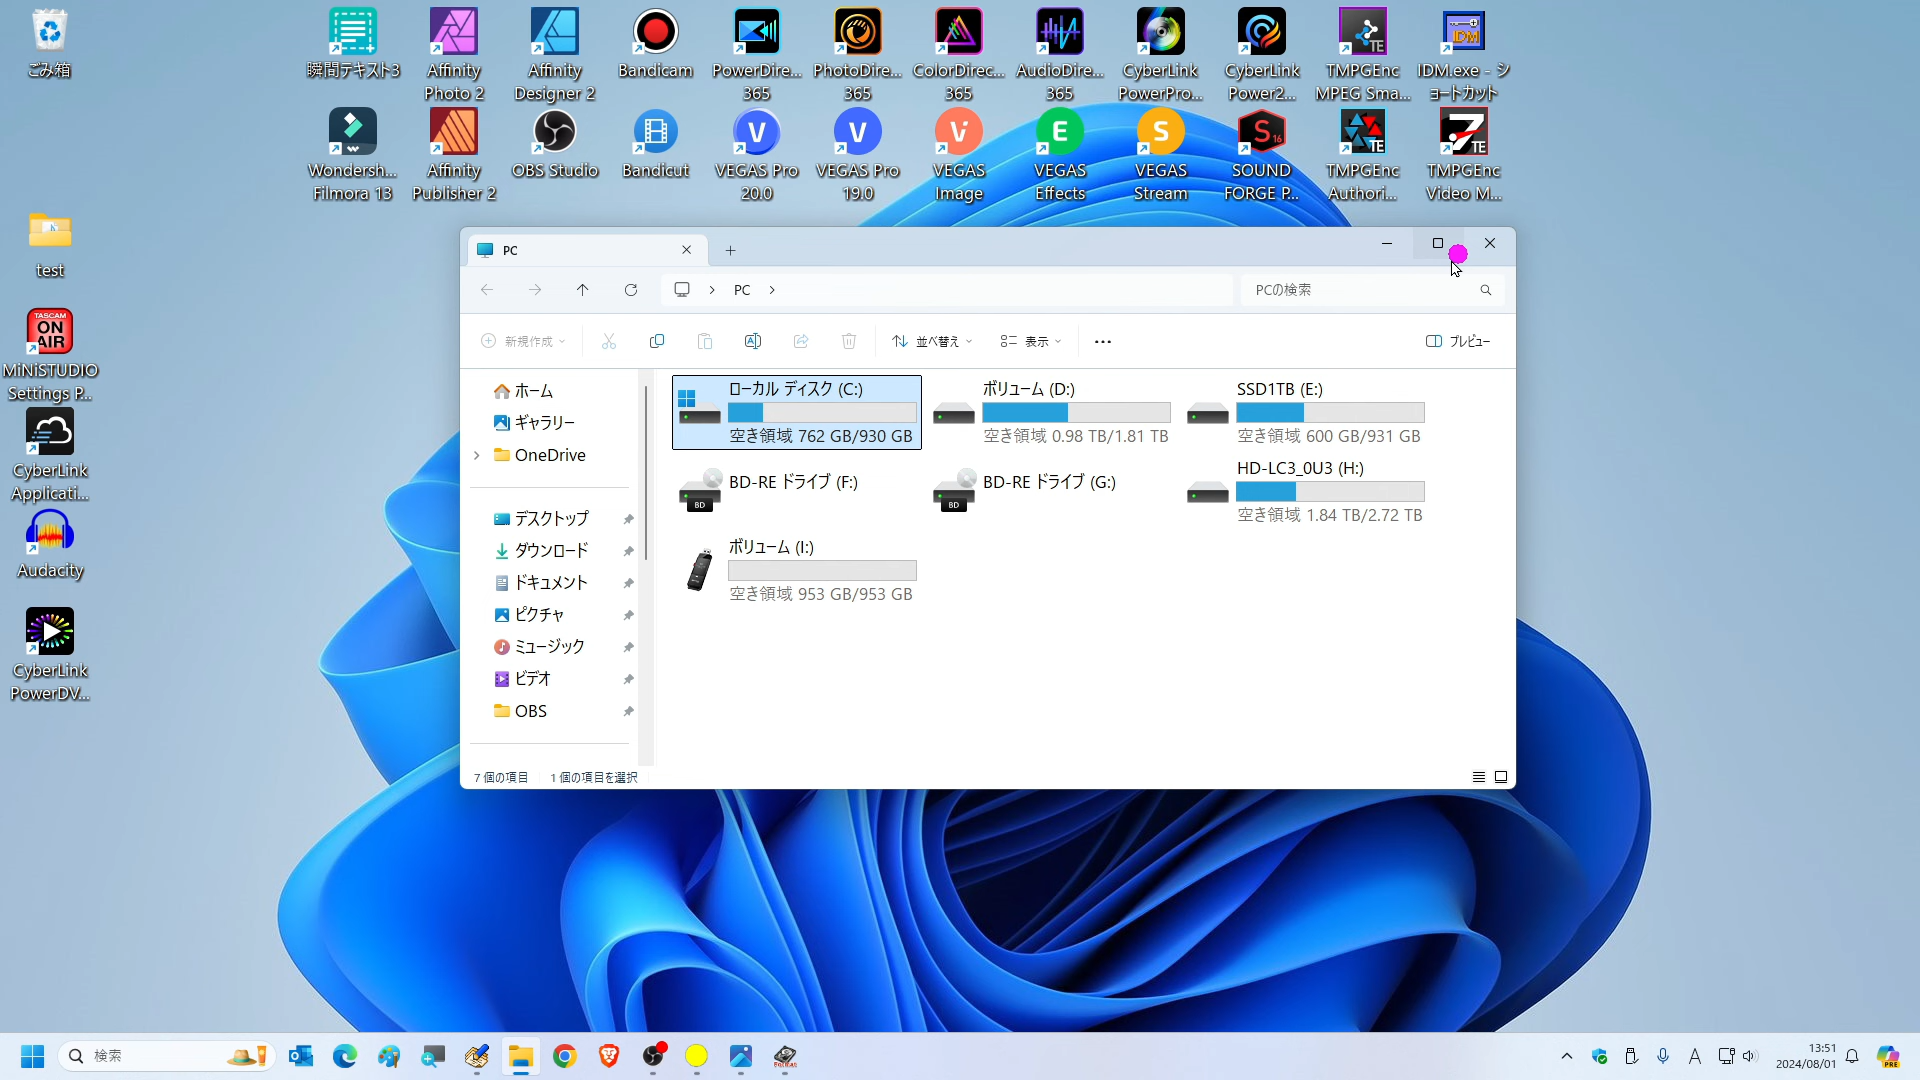 ごみ箱
瞬間テキスト3
Affinity
Photo 2
Affinity
Designer 2
Bandicam
PowerDire...
365
PhotoDire...
365
ColorDirec...
365
AudioDire...
365
CyberLink
PowerPro...
CyberLink
Power2...
TMPGEnc
MPEG Sma...
IDM.exe - シ
ョートカット
Wondersh...
Filmora 13
Affinity
Publisher 2
OBS Studio
Bandicut
VEGAS Pro
20.0
VEGAS Pro
19.0
VEGAS
Image
VEGAS
Effects
VEGAS
Stream
SOUND
FORGE P...
TMPGEnc
Authori...
TMPGEnc
Video M...
test
TASCAM
ON
AIR
MiNiSTUDIO
Settings P...
CyberLink
Applicati...
Audacity
CyberLink
PowerDV...
PC
PC
PCの検索
新規作成
並べ替え
表示
プレビュー
ホーム
ギャラリー
OneDrive
デスクトップ
ダウンロード
ドキュメント
ピクチャ
ミュージック
ビデオ
OBS
ローカル ディスク (C:)
空き領域 762 GB/930 GB
ボリューム (D:)
空き領域 0.98 TB/1.81 TB
SSD1TB (E:)
空き領域 600 GB/931 GB
BD-RE ドライブ (F:)
BD
BD-RE ドライブ (G:)
BD
HD-LC3_0U3 (H:)
空き領域 1.84 TB/2.72 TB
ボリューム (I:)
空き領域 953 GB/953 GB
7 個の項目
1 個の項目を選択
検索
A
13:51
2024/08/01
PRE